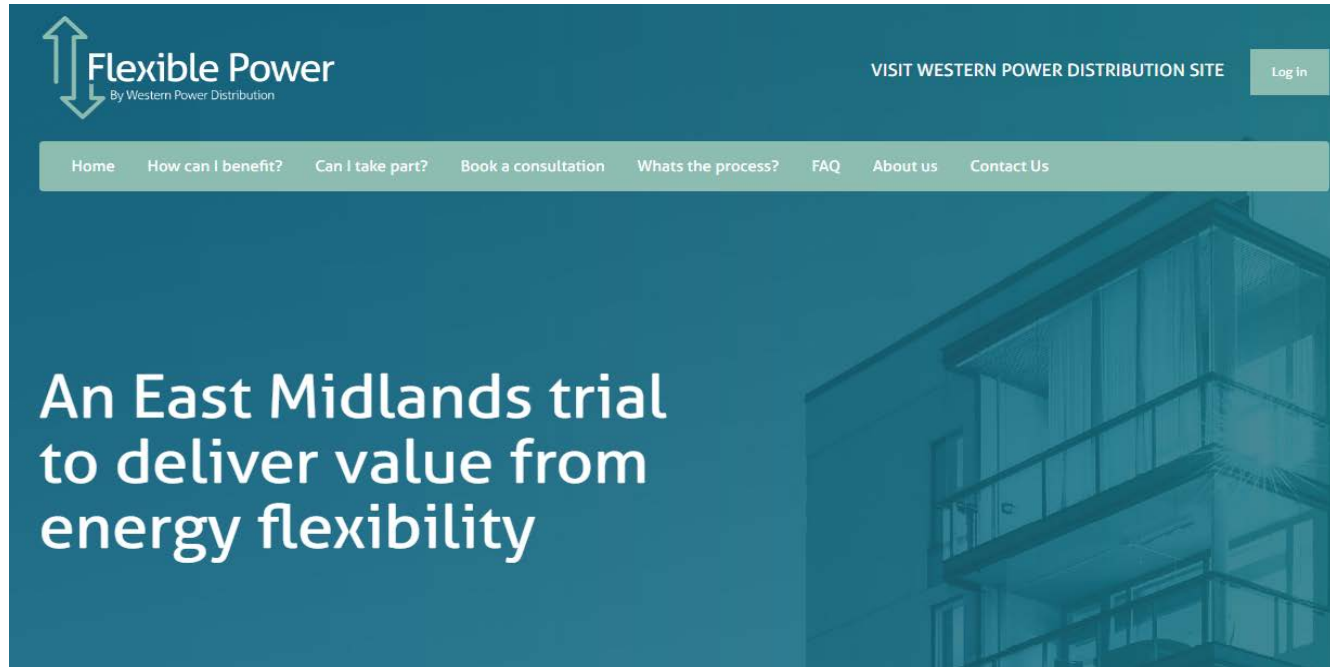 Flexible Power
By Western Power Distribution
VISIT WESTERN POWER DISTRIBUTION SITE
Log in
Home How can I benefit? Can I take part? Book a consultation Whats the process? FAQ About us Contact Us
An East Midlands trial
to deliver value from
energy flexibility